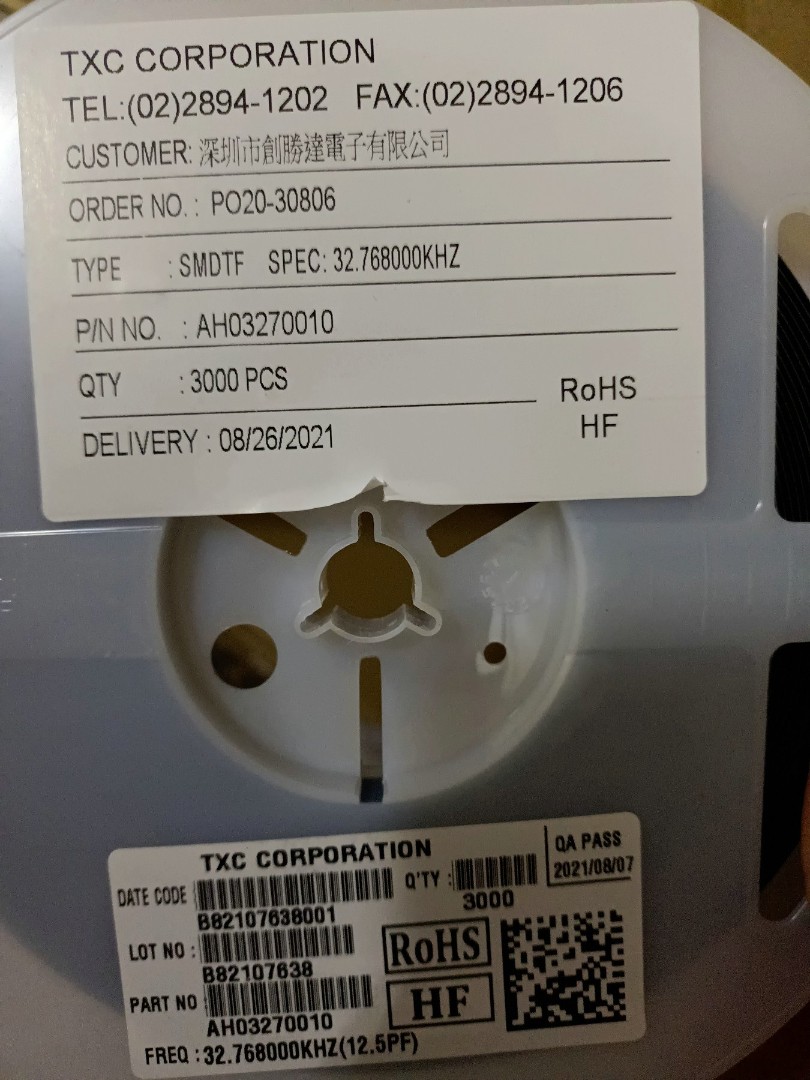 TXC CORPORATION
TEL:(02)2894-1202 FAX:(02)2894-1206
CUSTOMER: 深圳市創勝達電子有限公司
ORDER NO. : PO20-30806
TYPE : SMDTF SPEC: 32.768000KHZ
P/N NO. : AH03270010
QTY : 3000 PCS
RoHS
HF
DELIVERY : 08/26/2021
TXC CORPORATION
QA PASS
2021/08/07
DATE CODE
B82107638001
Q'TY :
3000
LOT NO :
B82107638
RoHS
PART NO
AH03270010
HF
FREQ : 32.768000KHZ(12.5PF)